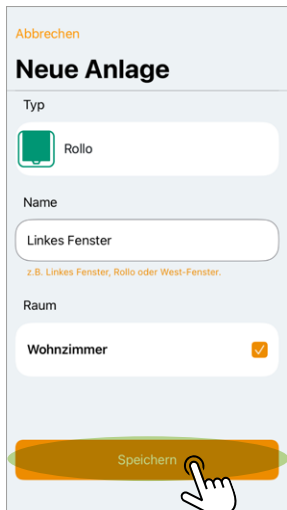 Abbrechen
Neue Anlage
Typ
Rollo
Name
Linkes Fenster
z.B. Linkes Fenster, Rollo oder West-Fenster.
Raum
Wohnzimmer
Speichern